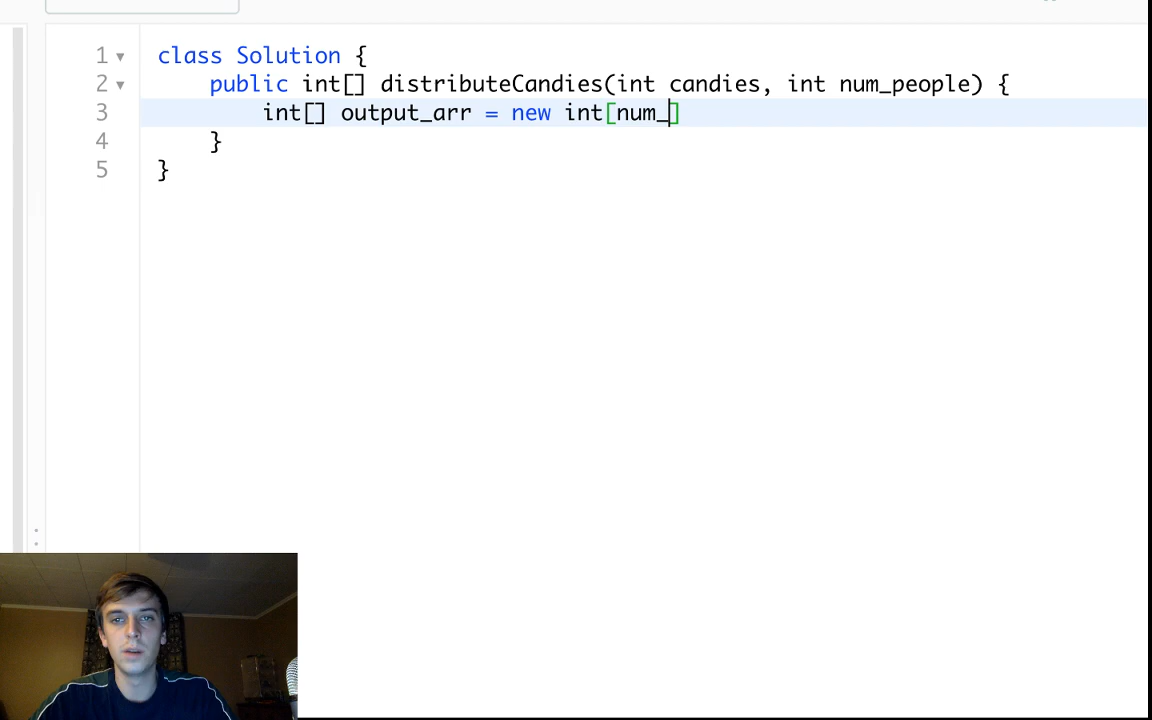 1 class Solution {
2 public int[] distributeCandies(int candies, int num_people) {
3 int[] output_arr = new int[num_]
4 }
5 }